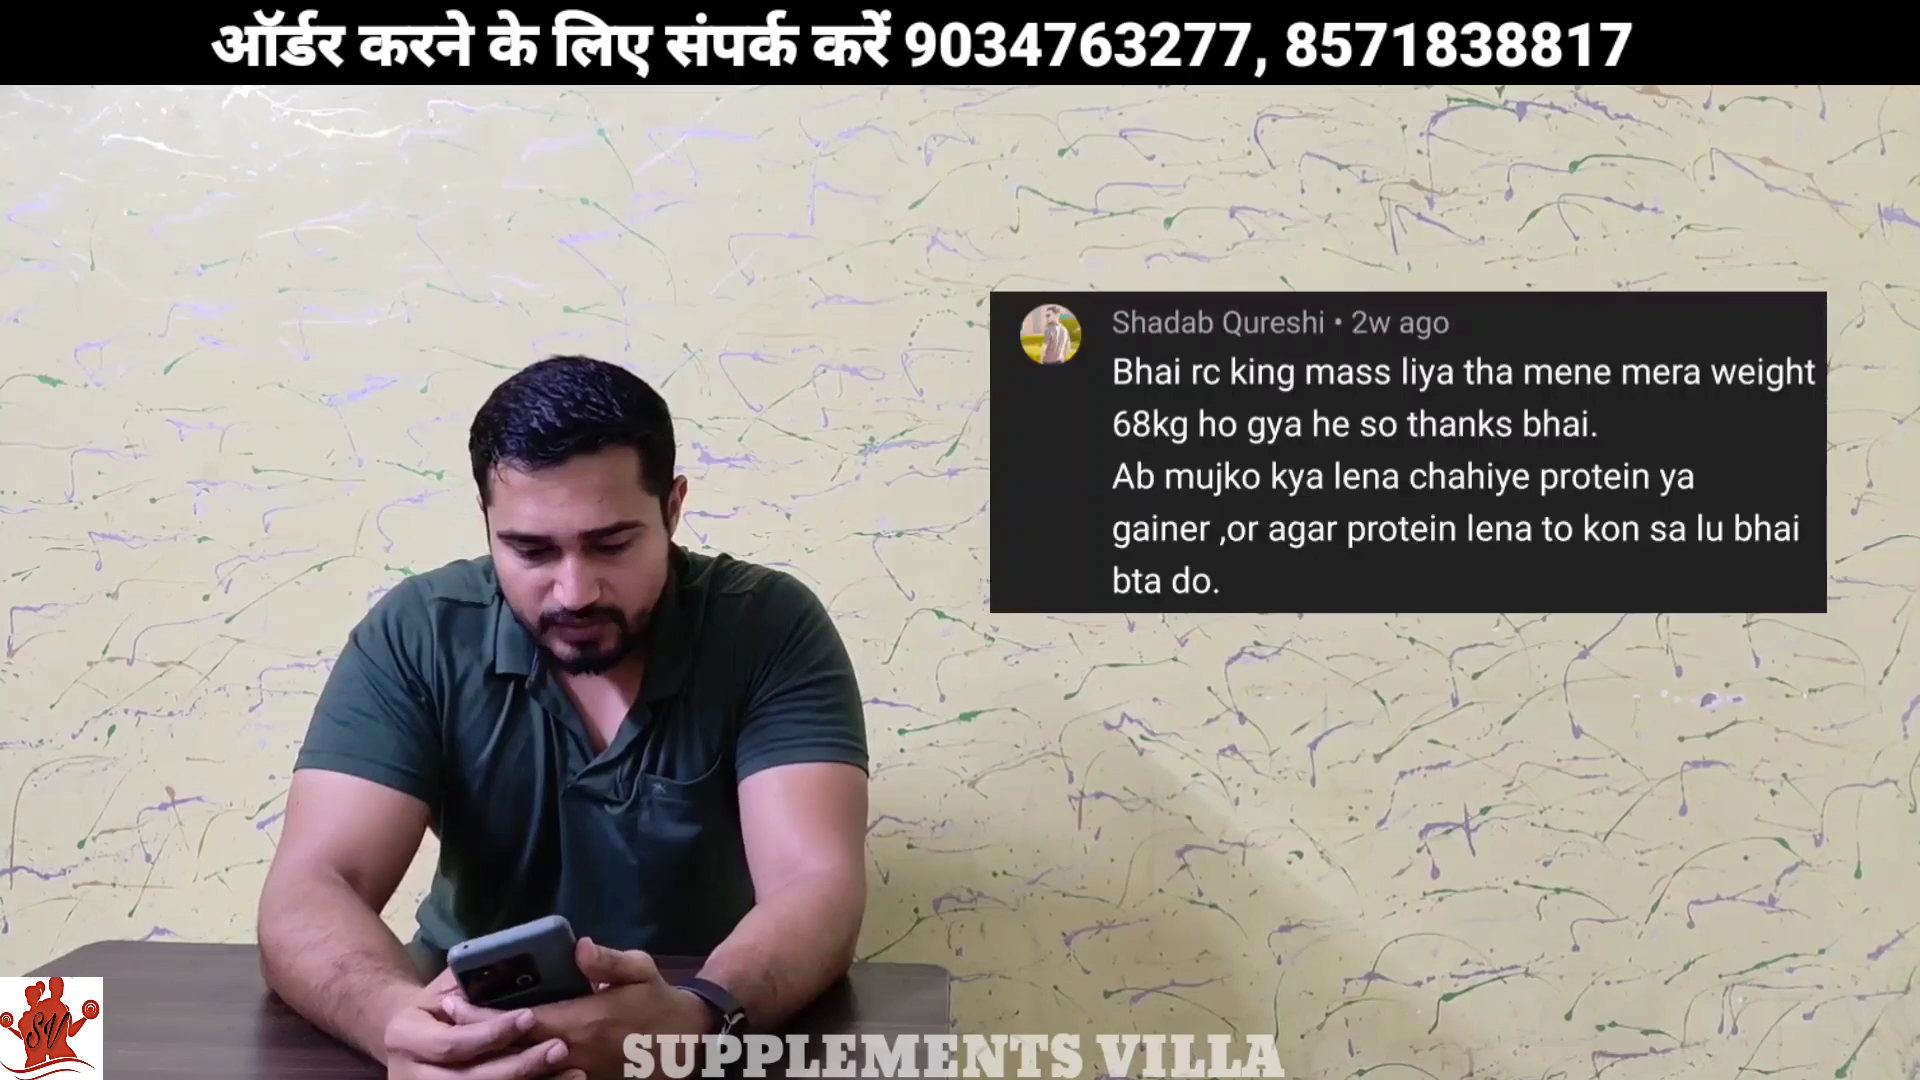 ऑर्डर करने के लिए संपर्क करें 9034763277, 8571838817
Shadab Qureshi • 2w ago
Bhai rc king mass liya tha mene mera weight
68kg ho gya he so thanks bhai.
Ab mujko kya lena chahiye protein ya
gainer ,or agar protein lena to kon sa lu bhai
bta do.
SV
SUPPLEMENTS VILLA